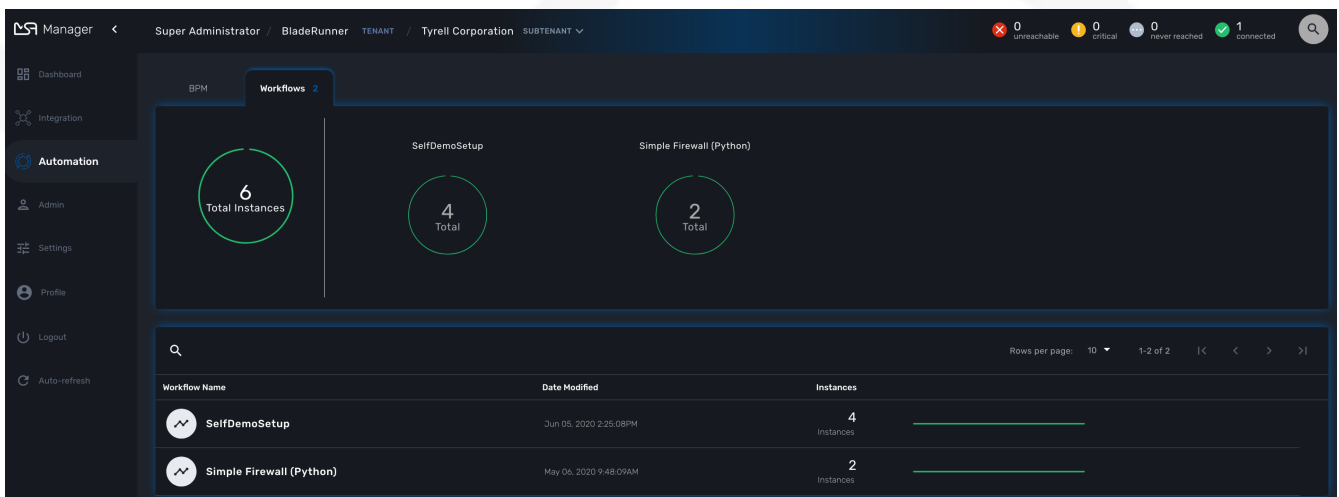 MSA Manager
Super Administrator / BladeRunner TENANT / Tyrell Corporation SUBTENANT
0 unreachable
0 critical
0 never reached
1 connected
Dashboard
Integration
Automation
Admin
Settings
Profile
Logout
Auto-refresh
BPM
Workflows 2
6
Total Instances
SelfDemoSetup
4
Total
Simple Firewall (Python)
2
Total
Rows per page: 10
1-2 of 2
Workflow Name Date Modified Instances
SelfDemoSetup Jun 05, 2020 2:25:08PM 4 Instances
Simple Firewall (Python) May 06, 2020 9:48:09AM 2 Instances